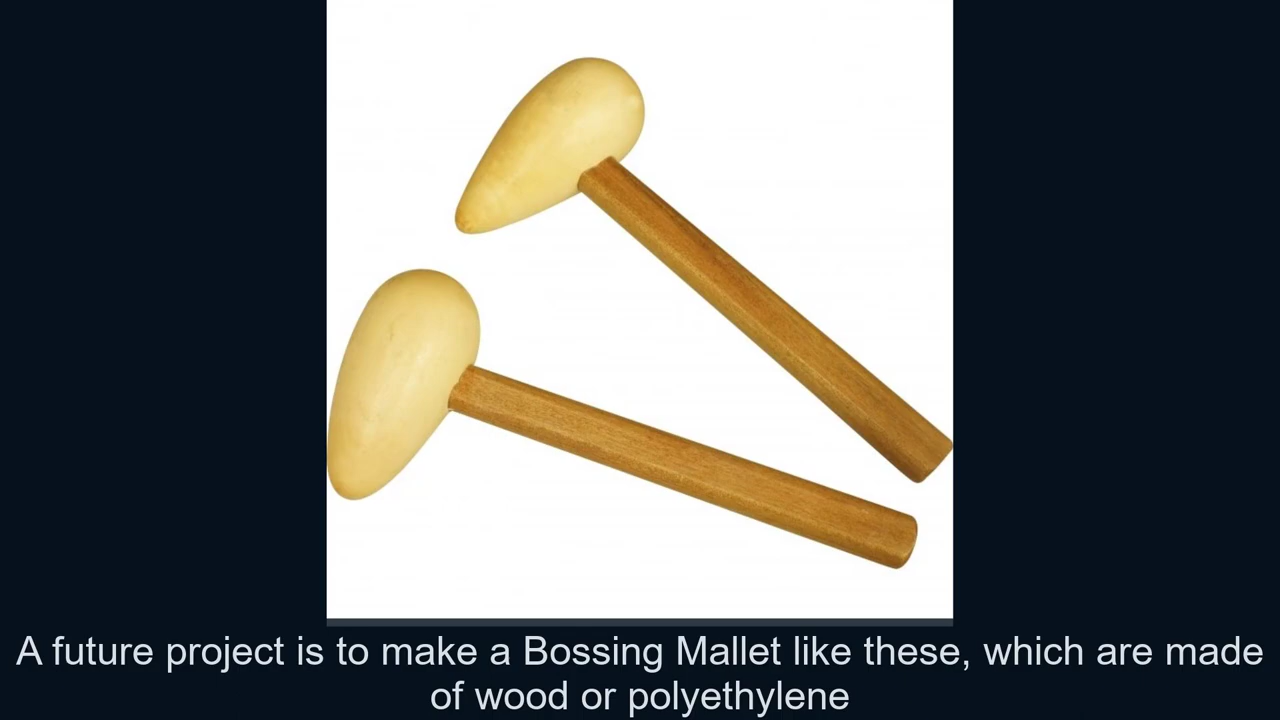 A future project is to make a Bossing Mallet like these, which are made
of wood or polyethylene